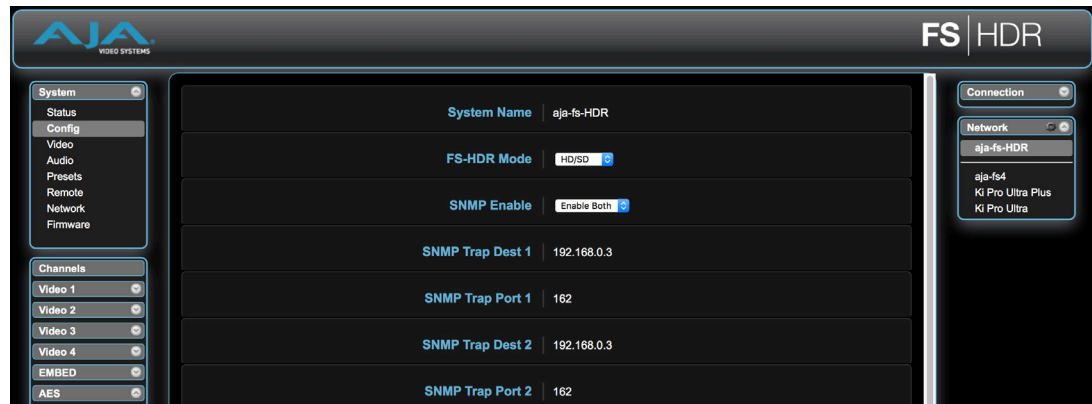 AJA
VIDEO SYSTEMS
FS|HDR
System
Status
Config
Video
Audio
Presets
Remote
Network
Firmware
Channels
Video 1
Video 2
Video 3
Video 4
EMBED
AES
System Name aja-fs-HDR
FS-HDR Mode HD/SD
SNMP Enable Enable Both
SNMP Trap Dest 1 192.168.0.3
SNMP Trap Port 1 162
SNMP Trap Dest 2 192.168.0.3
SNMP Trap Port 2 162
Connection
Network
aja-fs-HDR
aja-fs4
Ki Pro Ultra Plus
Ki Pro Ultra